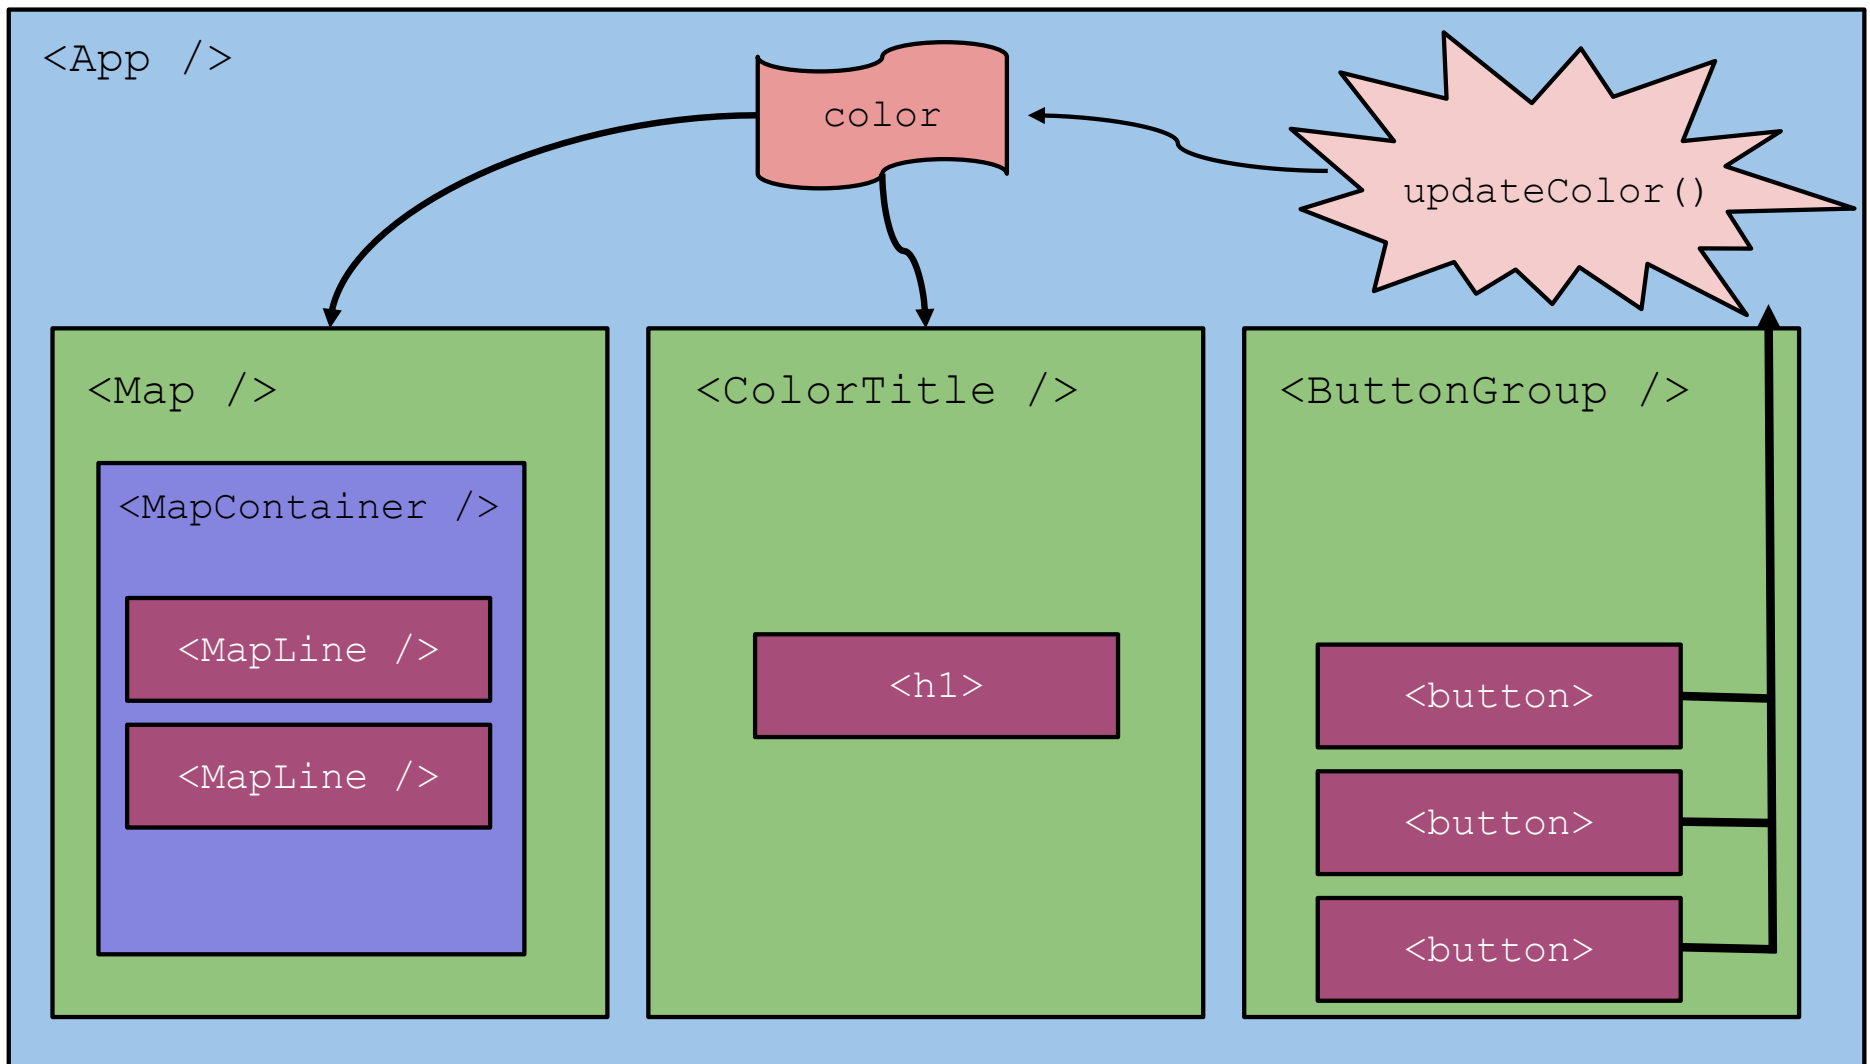 <App />
color
updateColor()
<Map />
<MapContainer />
<MapLine />
<MapLine />
<ColorTitle />
<h1>
<ButtonGroup />
<button>
<button>
<button>